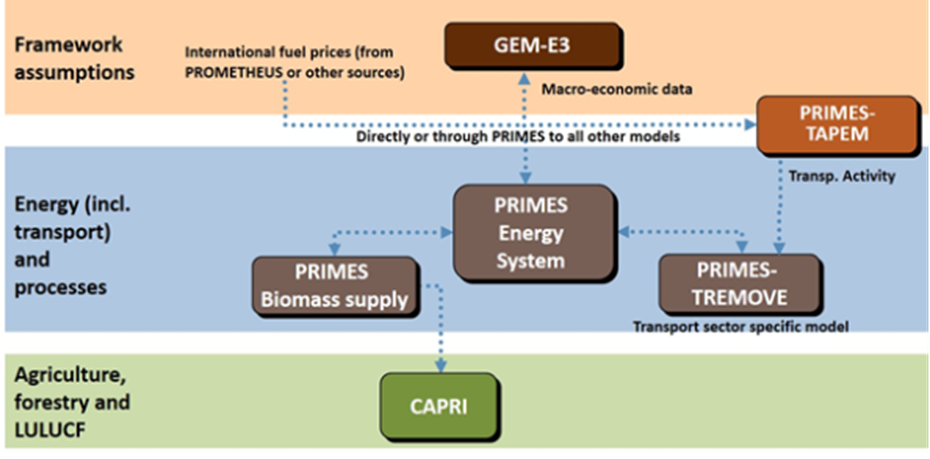 Framework
assumptions
International fuel prices (from
PROMETHEUS or other sources)
GEM-E3
Macro-economic data
Directly or through PRIMES to all other models
PRIMES-
TAPEM
Transp. Activity
Energy (incl.
transport)
and
processes
PRIMES
Energy
System
PRIMES
Biomass supply
PRIMES-
TREMOVE
Transport sector specific model
Agriculture,
forestry and
LULUCF
CAPRI